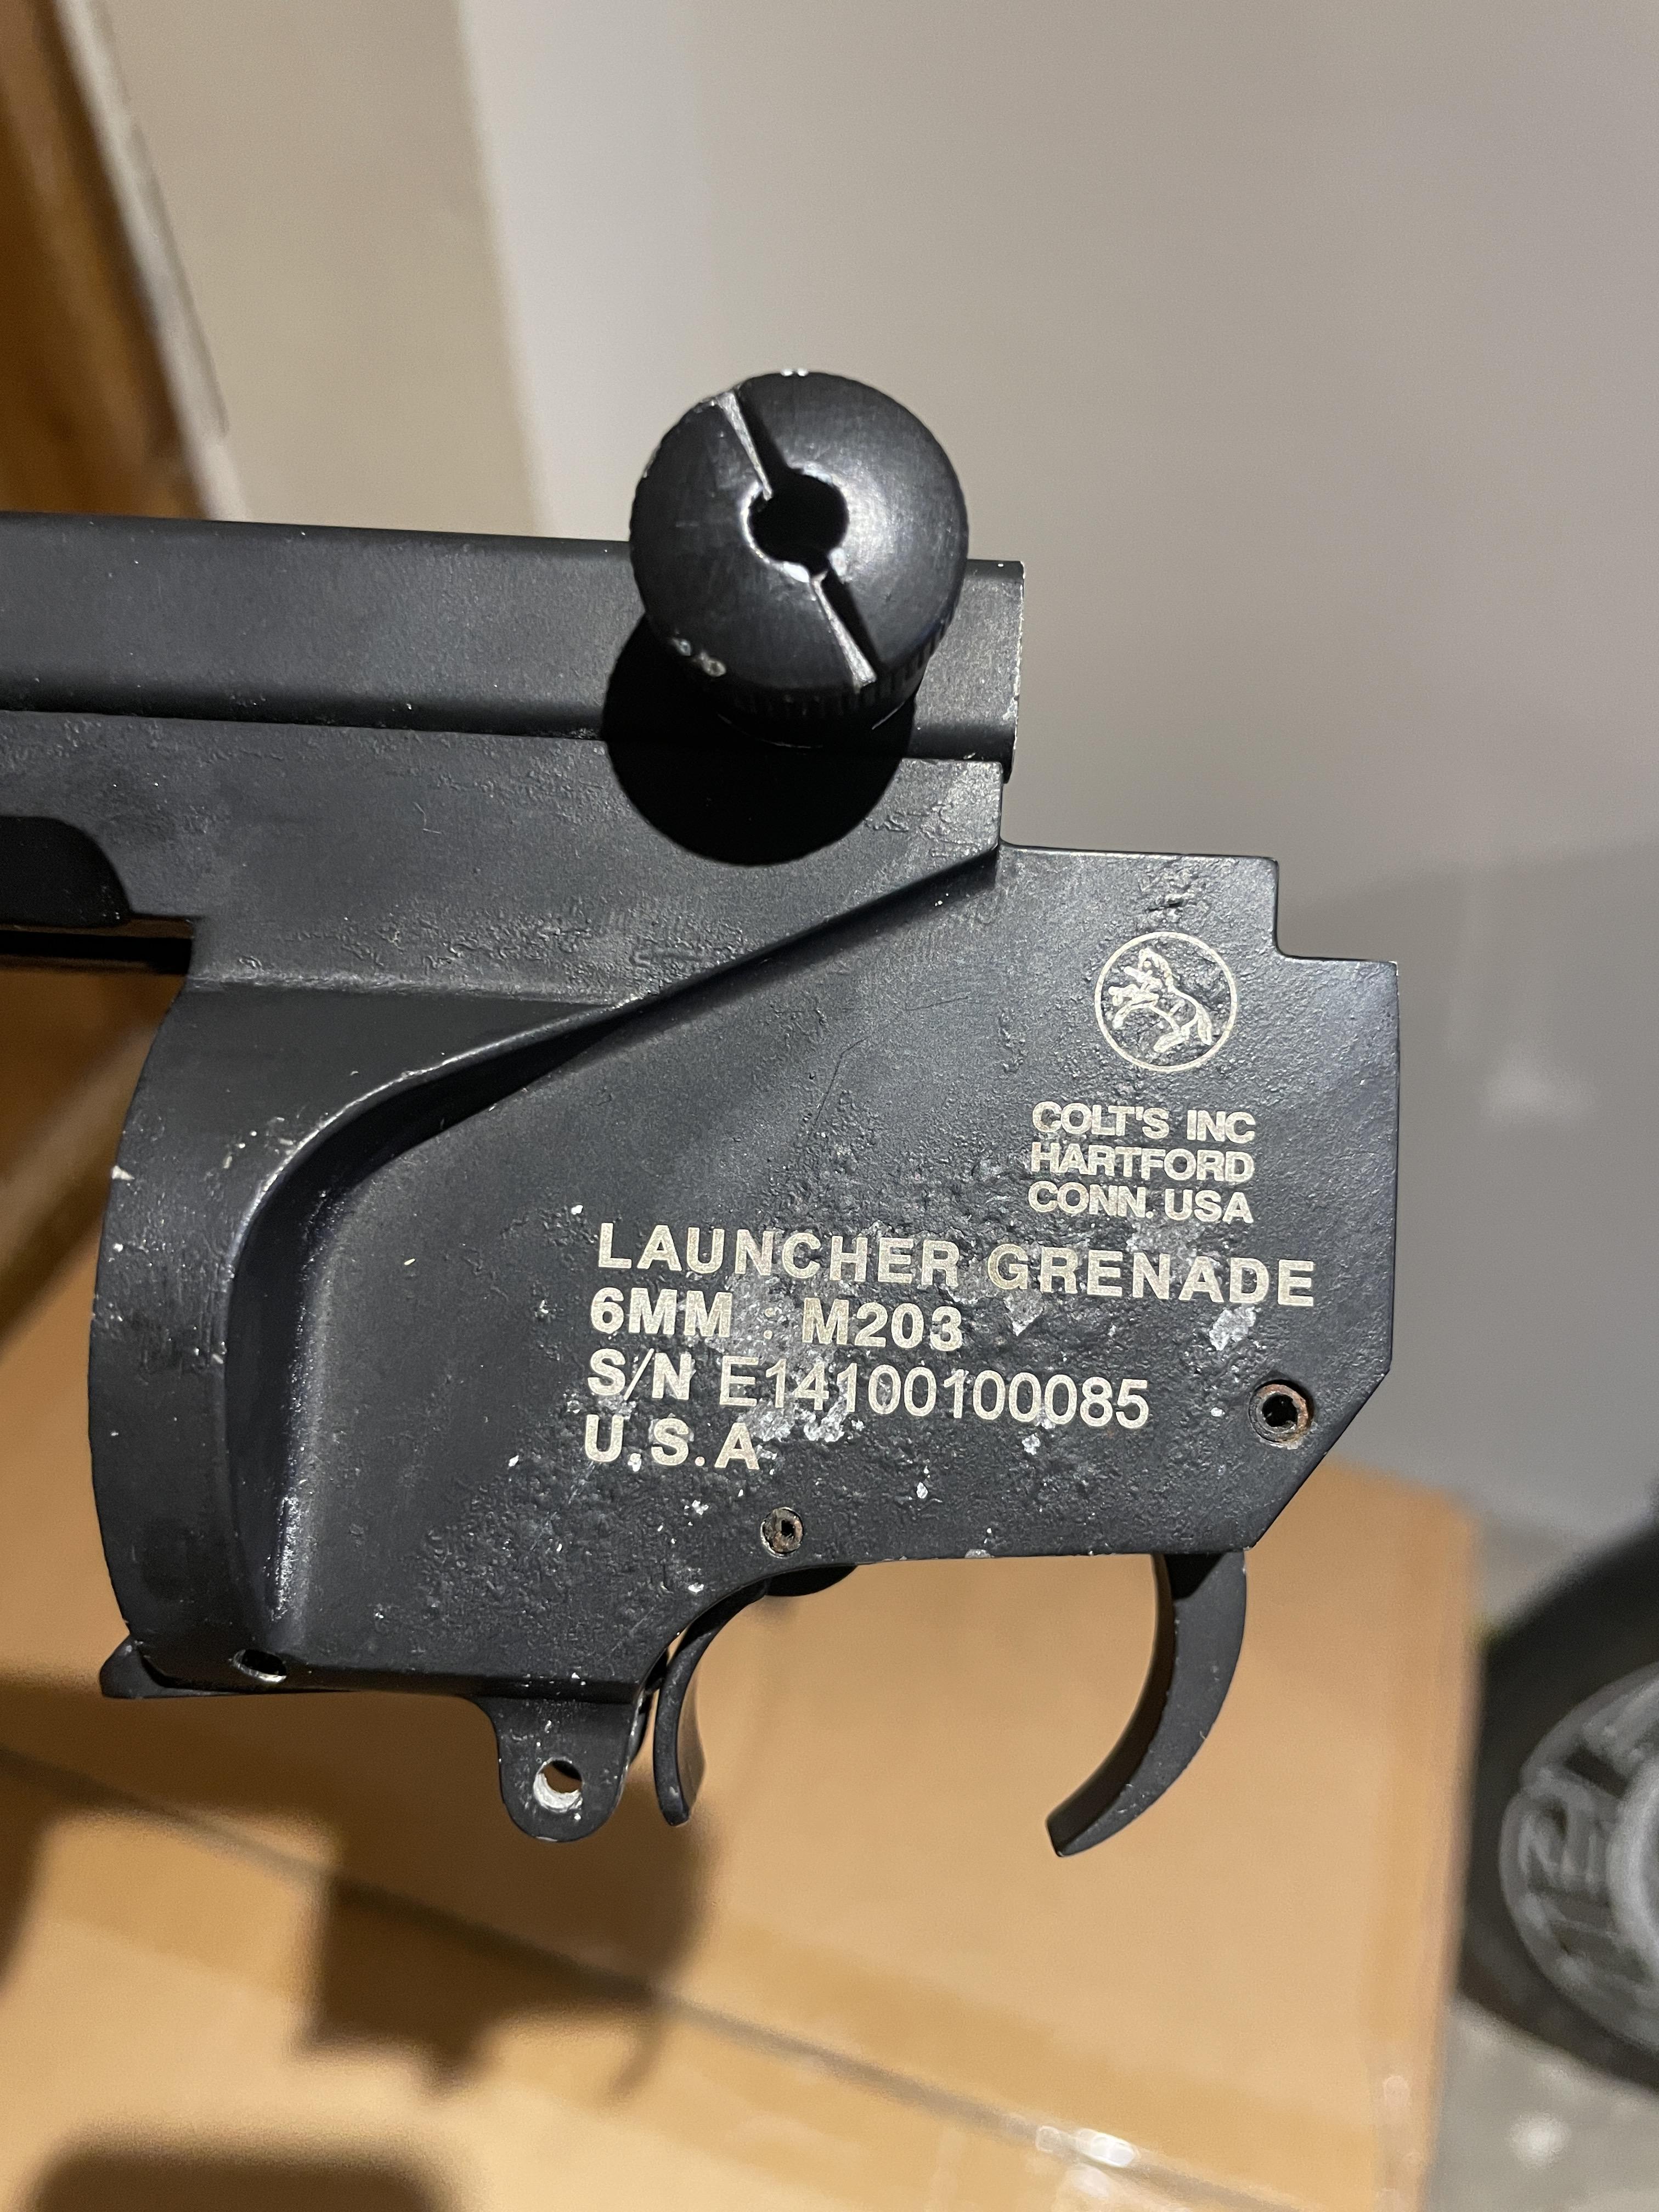 COLT'S INC
HARTFORD
CONN. USA
LAUNCHER GRENADE
6MM : M203
S/N E14100100085
U.S.A